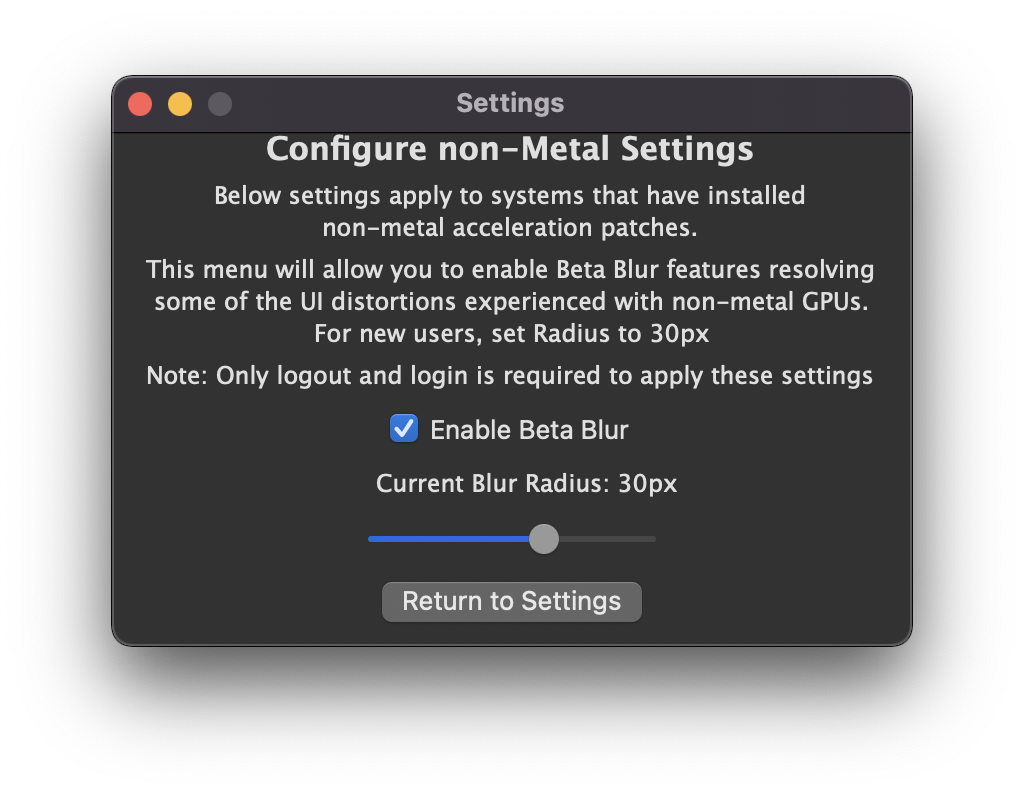 Settings
Configure non-Metal Settings
Below settings apply to systems that have installed
non-metal acceleration patches.
This menu will allow you to enable Beta Blur features resolving
some of the UI distortions experienced with non-metal GPUs.
For new users, set Radius to 30px
Note: Only logout and login is required to apply these settings
Enable Beta Blur
Current Blur Radius: 30px
Return to Settings